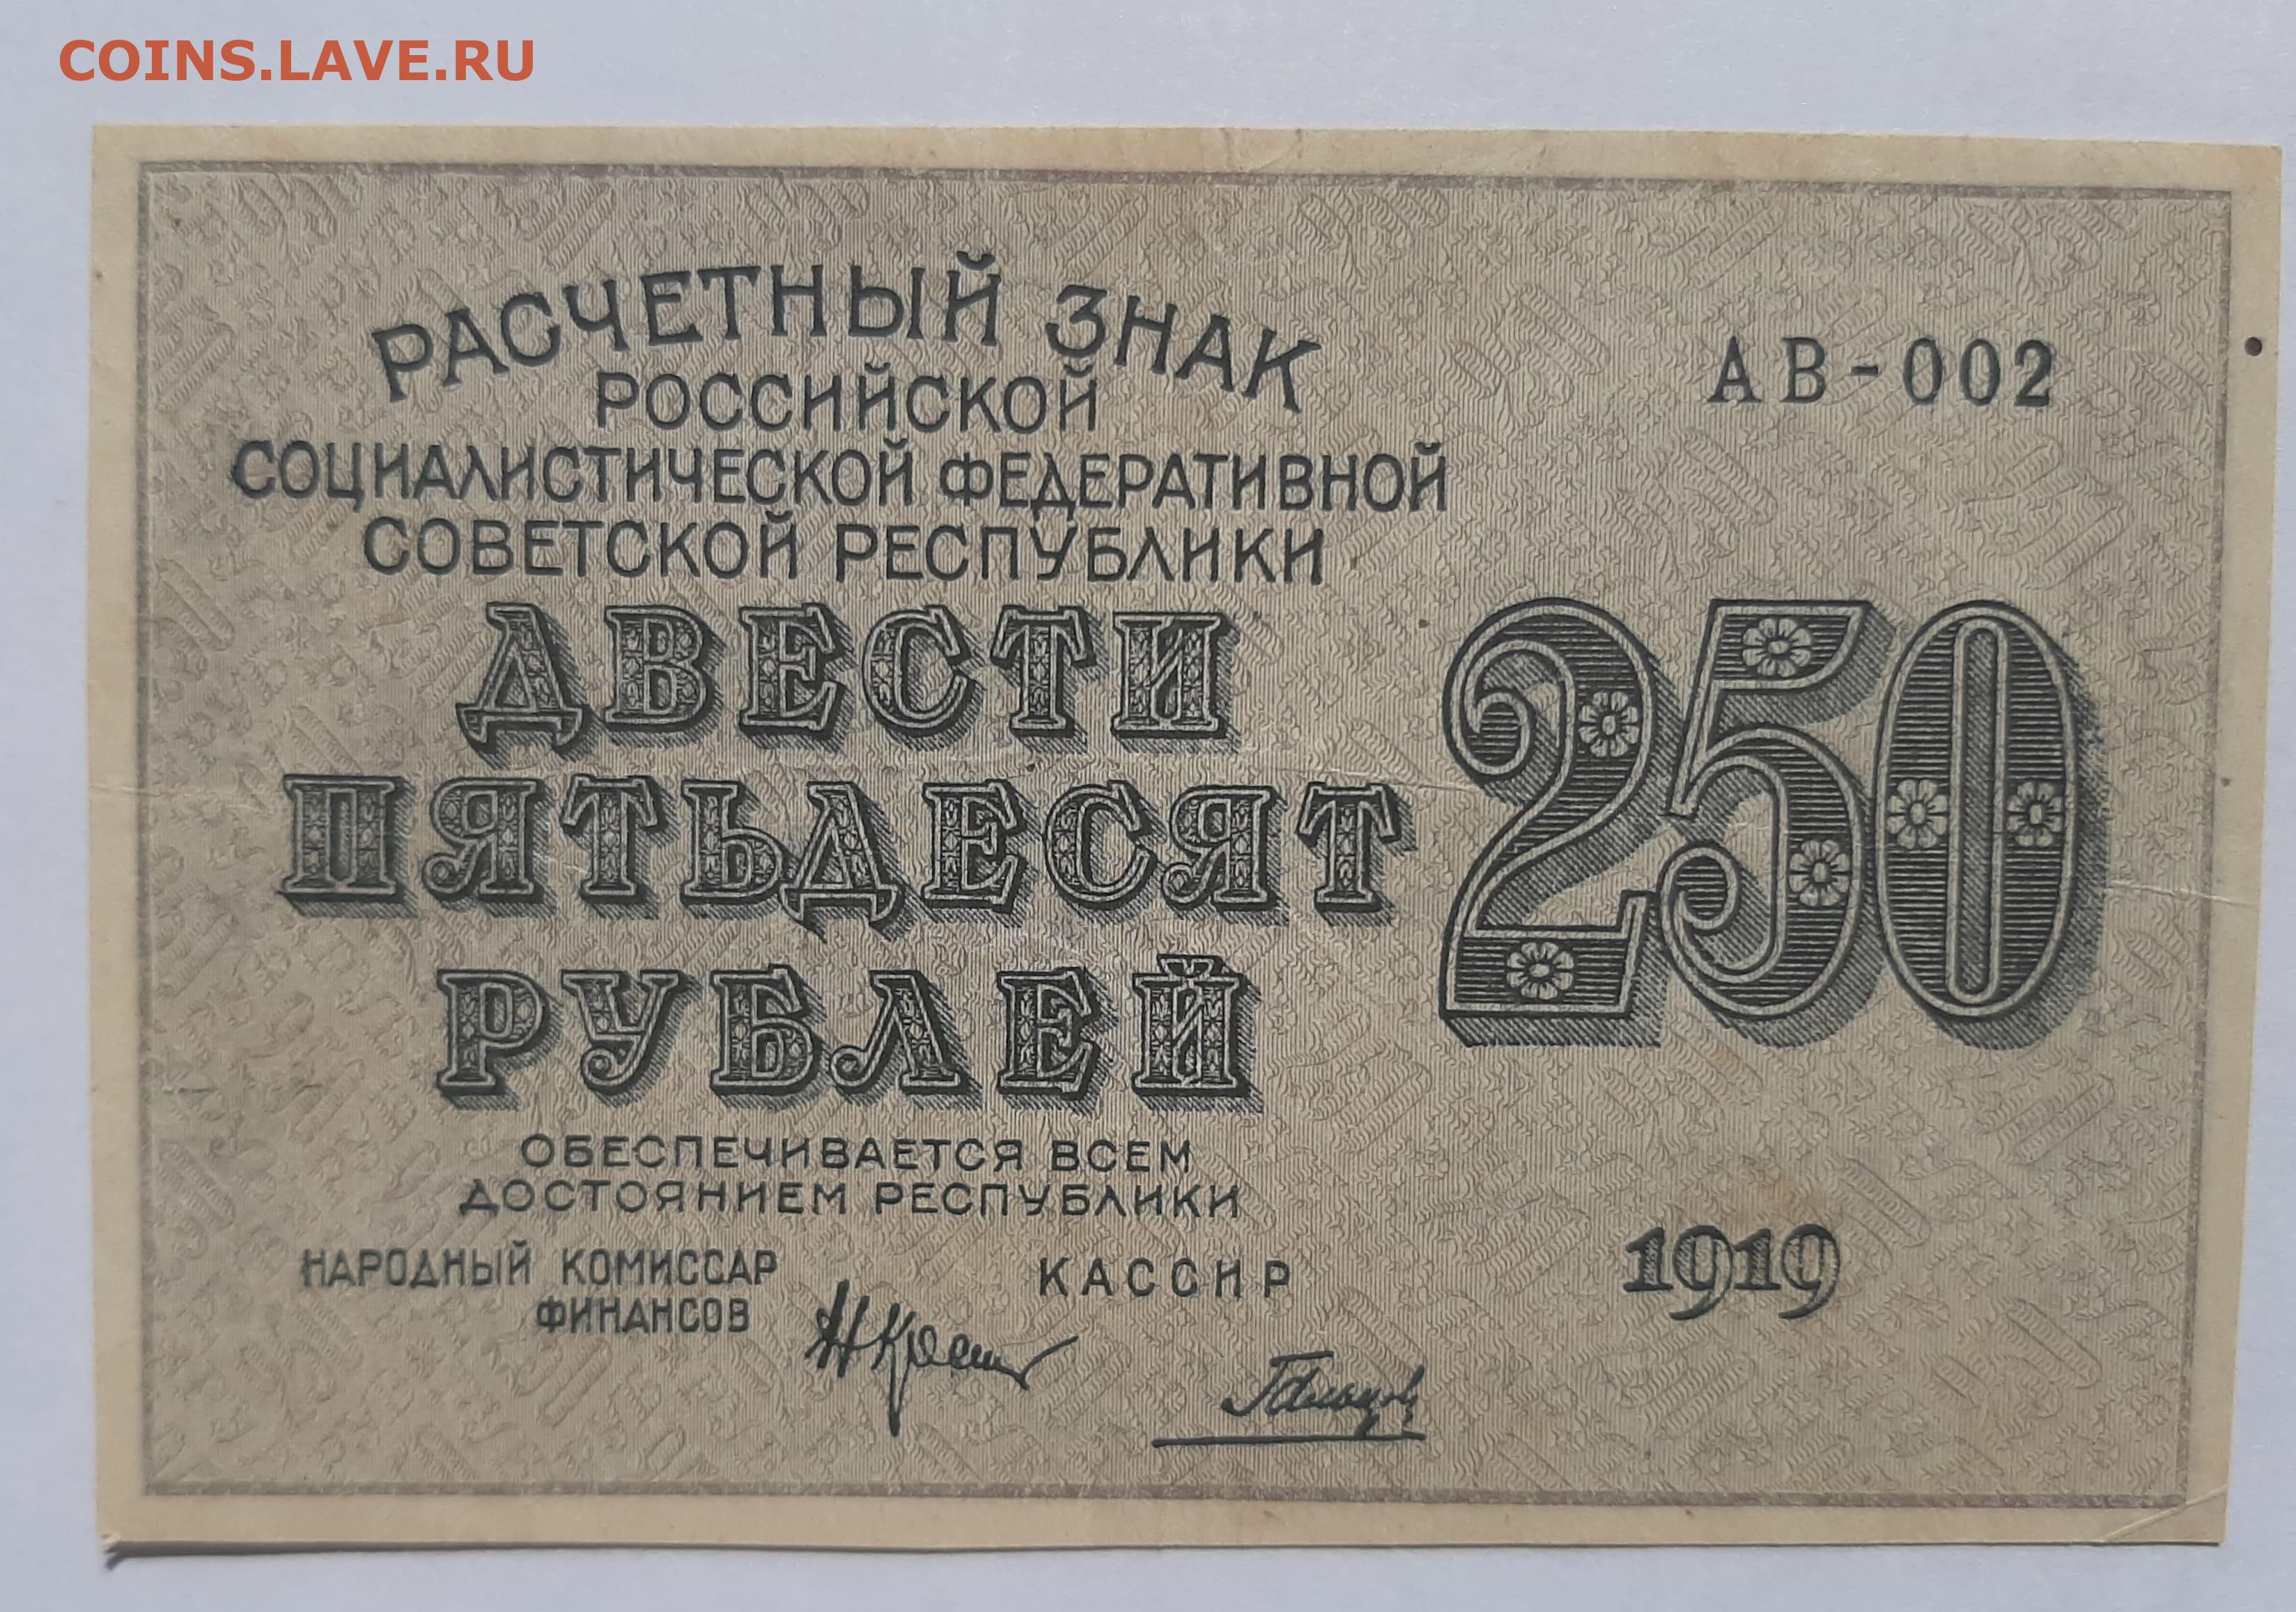 COINS.LAVE.RU
РАСЧЕТНЫЙ ЗНАК
РОССИЙСКОЙ
СОЦИАЛИСТИЧЕСКОЙ ФЕДЕРАТИВНОЙ
СОВЕТСКОЙ РЕСПУБЛИКИ
АВ-002
ДВЕСТИ
ПЯТЬДЕСЯТ
РУБЛЕЙ
250
ОБЕСПЕЧИВАЕТСЯ ВСЕМ
ДОСТОЯНИЕМ РЕСПУБЛИКИ
НАРОДНЫЙ КОМИССАР
ФИНАНСОВ
КАССИР
1919